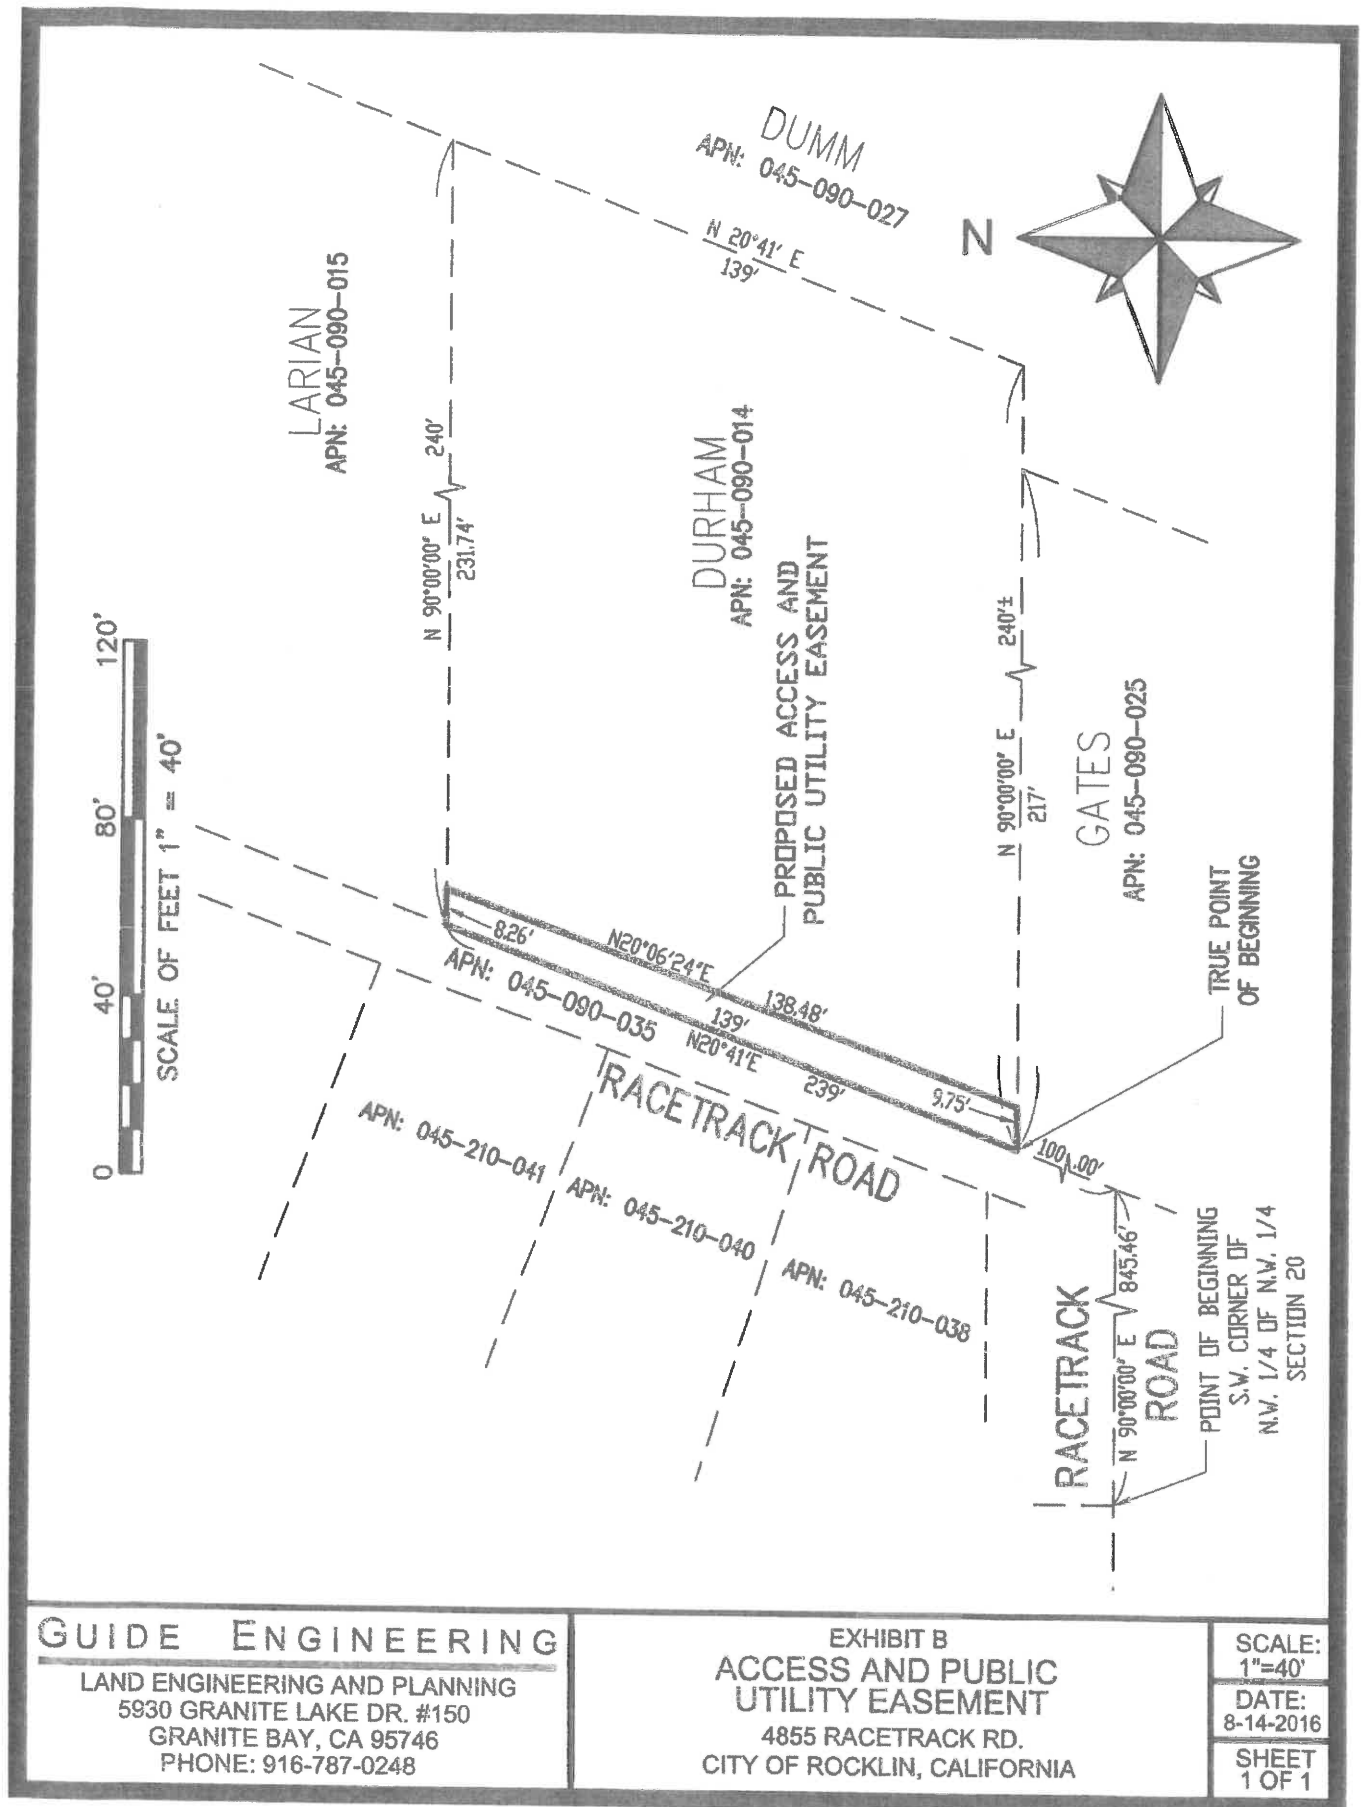 DUMM
APN: 045-090-027
N
N 20°41' E
139'
LARIAN
APN: 045-090-015
N 90°00'00" E 240'
231.74'
DURHAM
APN: 045-090-014
PROPOSED ACCESS AND
PUBLIC UTILITY EASEMENT
N 90°00'00" E 240'±
217'
GATES
APN: 045-090-025
0 40' 80' 120'
SCALE OF FEET 1" = 40'
TRUE POINT
OF BEGINNING
8.26'
N20°06'24"E
138.48'
139'
N20°41'E
239'
9.75'
APN: 045-090-035
RACETRACK ROAD
100.00'
APN: 045-210-041
APN: 045-210-040
APN: 045-210-038
RACETRACK
N 90°00'00" E 845.46'
ROAD
POINT OF BEGINNING
S.W. CORNER OF
N.W. 1/4 OF N.W. 1/4
SECTION 20
GUIDE ENGINEERING
LAND ENGINEERING AND PLANNING
5930 GRANITE LAKE DR. #150
GRANITE BAY, CA 95746
PHONE: 916-787-0248
EXHIBIT B
ACCESS AND PUBLIC
UTILITY EASEMENT
4855 RACETRACK RD.
CITY OF ROCKLIN, CALIFORNIA
SCALE:
1"=40'
DATE:
8-14-2016
SHEET
1 OF 1